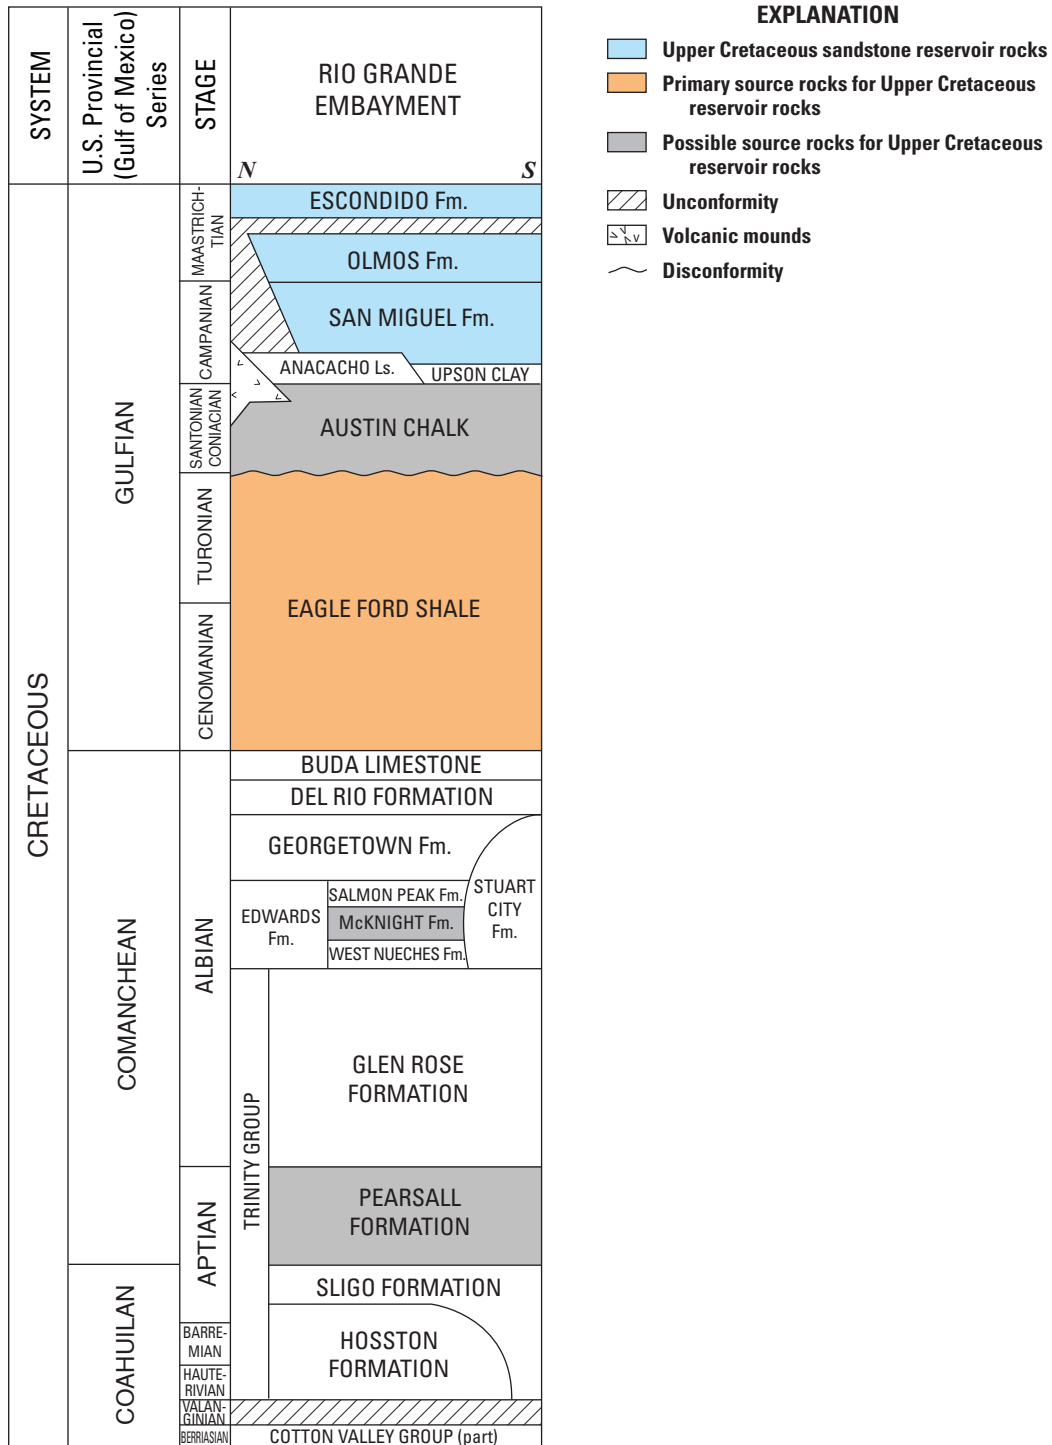 SYSTEM
U.S. Provincial
(Gulf of Mexico)
Series
STAGE
RIO GRANDE
EMBAYMENT
N
S
EXPLANATION
Upper Cretaceous sandstone reservoir rocks
Primary source rocks for Upper Cretaceous
reservoir rocks
Possible source rocks for Upper Cretaceous
reservoir rocks
Unconformity
Volcanic mounds
Disconformity
CRETACEOUS
GULFIAN
MAASTRICH-
TIAN
ESCONDIDO Fm.
OLMOS Fm.
CAMPANIAN
SAN MIGUEL Fm.
ANACACHO Ls.
UPSON CLAY
SANTONIAN
CONIACIAN
AUSTIN CHALK
TURONIAN
EAGLE FORD SHALE
CENOMANIAN
COMANCHEAN
ALBIAN
BUDA LIMESTONE
DEL RIO FORMATION
GEORGETOWN Fm.
EDWARDS
Fm.
SALMON PEAK Fm.
McKNIGHT Fm.
WEST NUECHES Fm.
STUART
CITY
Fm.
TRINITY GROUP
GLEN ROSE
FORMATION
APTIAN
PEARSALL
FORMATION
COAHUILAN
SLIGO FORMATION
BARRE-
MIAN
HOSSTON
FORMATION
HAUTE-
RIVIAN
VALAN-
GINIAN
BERRIASIAN
COTTON VALLEY GROUP (part)